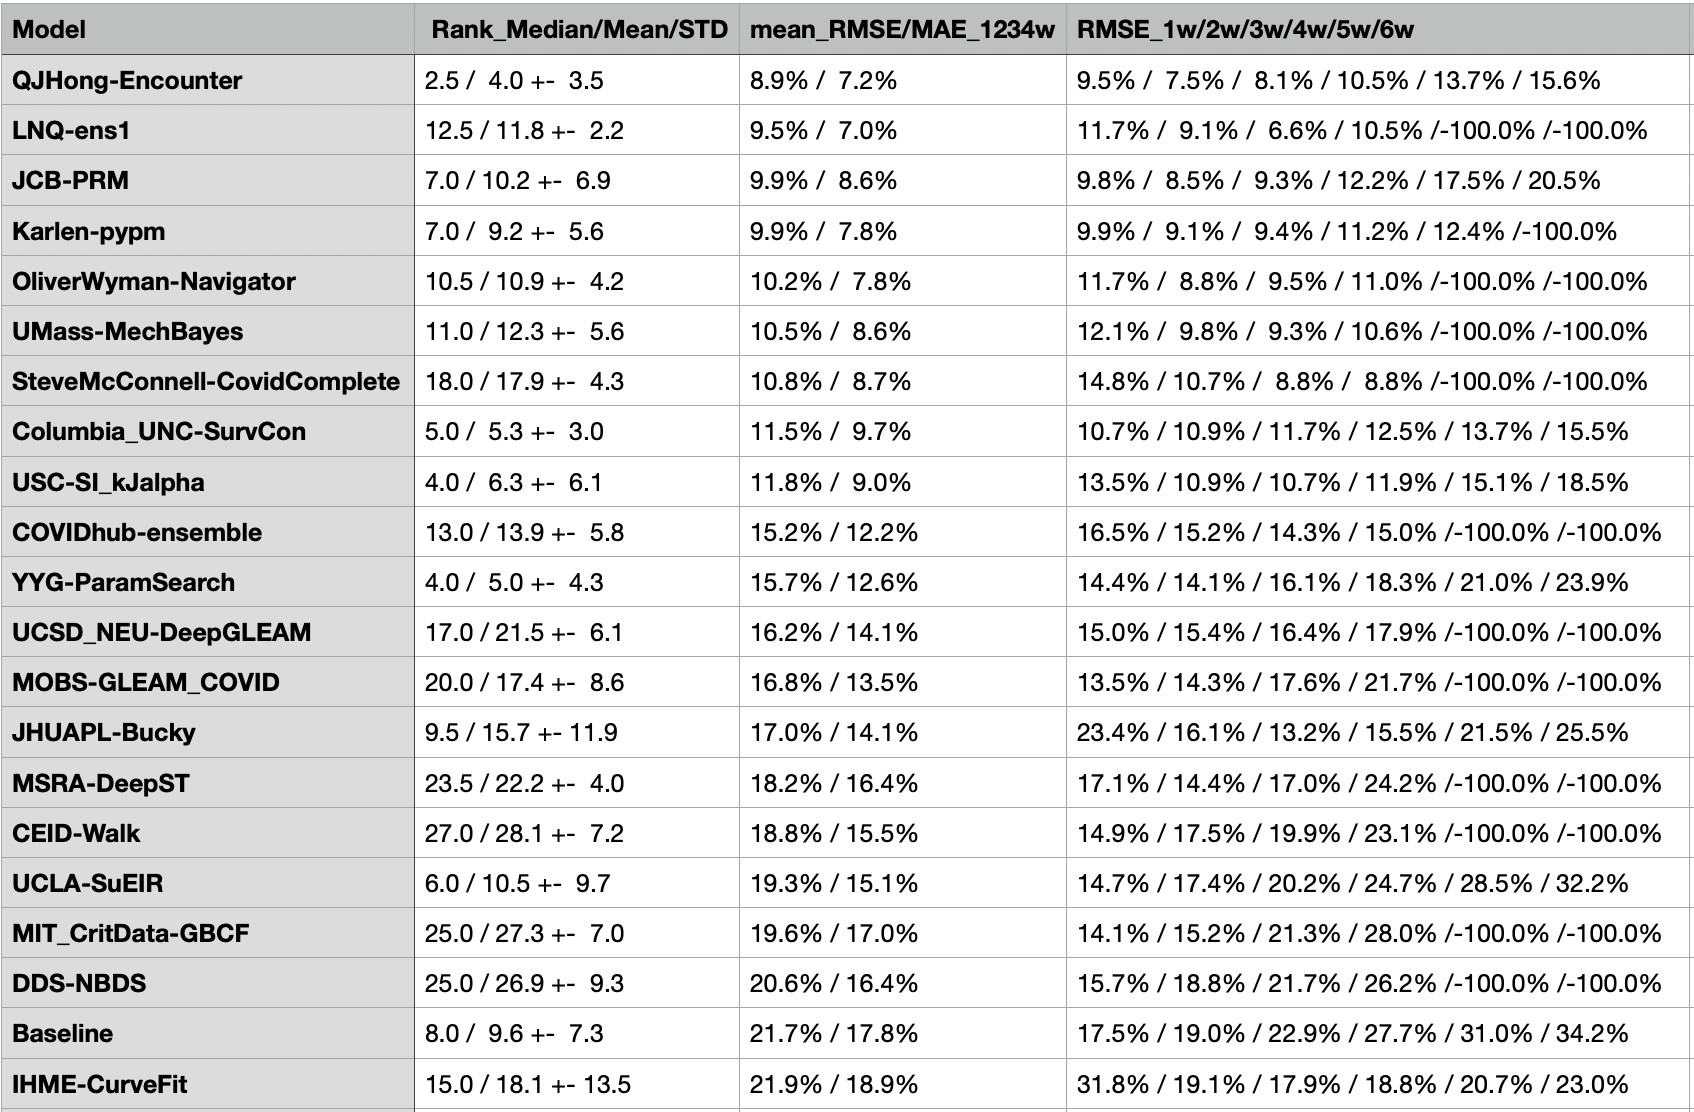 Model Rank_Median/Mean/STD mean_RMSE/MAE_1234w RMSE_1w/2w/3w/4w/5w/6w
QJHong-Encounter 2.5 / 4.0 +- 3.5 8.9% / 7.2% 9.5% / 7.5% / 8.1% / 10.5% / 13.7% / 15.6%
LNQ-ens1 12.5 / 11.8 +- 2.2 9.5% / 7.0% 11.7% / 9.1% / 6.6% / 10.5% /-100.0% /-100.0%
JCB-PRM 7.0 / 10.2 +- 6.9 9.9% / 8.6% 9.8% / 8.5% / 9.3% / 12.2% / 17.5% / 20.5%
Karlen-pypm 7.0 / 9.2 +- 5.6 9.9% / 7.8% 9.9% / 9.1% / 9.4% / 11.2% / 12.4% /-100.0%
OliverWyman-Navigator 10.5 / 10.9 +- 4.2 10.2% / 7.8% 11.7% / 8.8% / 9.5% / 11.0% /-100.0% /-100.0%
UMass-MechBayes 11.0 / 12.3 +- 5.6 10.5% / 8.6% 12.1% / 9.8% / 9.3% / 10.6% /-100.0% /-100.0%
SteveMcConnell-CovidComplete 18.0 / 17.9 +- 4.3 10.8% / 8.7% 14.8% / 10.7% / 8.8% / 8.8% /-100.0% /-100.0%
Columbia_UNC-SurvCon 5.0 / 5.3 +- 3.0 11.5% / 9.7% 10.7% / 10.9% / 11.7% / 12.5% / 13.7% / 15.5%
USC-SI_kJalpha 4.0 / 6.3 +- 6.1 11.8% / 9.0% 13.5% / 10.9% / 10.7% / 11.9% / 15.1% / 18.5%
COVIDhub-ensemble 13.0 / 13.9 +- 5.8 15.2% / 12.2% 16.5% / 15.2% / 14.3% / 15.0% /-100.0% /-100.0%
YYG-ParamSearch 4.0 / 5.0 +- 4.3 15.7% / 12.6% 14.4% / 14.1% / 16.1% / 18.3% / 21.0% / 23.9%
UCSD_NEU-DeepGLEAM 17.0 / 21.5 +- 6.1 16.2% / 14.1% 15.0% / 15.4% / 16.4% / 17.9% /-100.0% /-100.0%
MOBS-GLEAM_COVID 20.0 / 17.4 +- 8.6 16.8% / 13.5% 13.5% / 14.3% / 17.6% / 21.7% /-100.0% /-100.0%
JHUAPL-Bucky 9.5 / 15.7 +- 11.9 17.0% / 14.1% 23.4% / 16.1% / 13.2% / 15.5% / 21.5% / 25.5%
MSRA-DeepST 23.5 / 22.2 +- 4.0 18.2% / 16.4% 17.1% / 14.4% / 17.0% / 24.2% /-100.0% /-100.0%
CEID-Walk 27.0 / 28.1 +- 7.2 18.8% / 15.5% 14.9% / 17.5% / 19.9% / 23.1% /-100.0% /-100.0%
UCLA-SuEIR 6.0 / 10.5 +- 9.7 19.3% / 15.1% 14.7% / 17.4% / 20.2% / 24.7% / 28.5% / 32.2%
MIT_CritData-GBCF 25.0 / 27.3 +- 7.0 19.6% / 17.0% 14.1% / 15.2% / 21.3% / 28.0% /-100.0% /-100.0%
DDS-NBDS 25.0 / 26.9 +- 9.3 20.6% / 16.4% 15.7% / 18.8% / 21.7% / 26.2% /-100.0% /-100.0%
Baseline 8.0 / 9.6 +- 7.3 21.7% / 17.8% 17.5% / 19.0% / 22.9% / 27.7% / 31.0% / 34.2%
IHME-CurveFit 15.0 / 18.1 +- 13.5 21.9% / 18.9% 31.8% / 19.1% / 17.9% / 18.8% / 20.7% / 23.0%